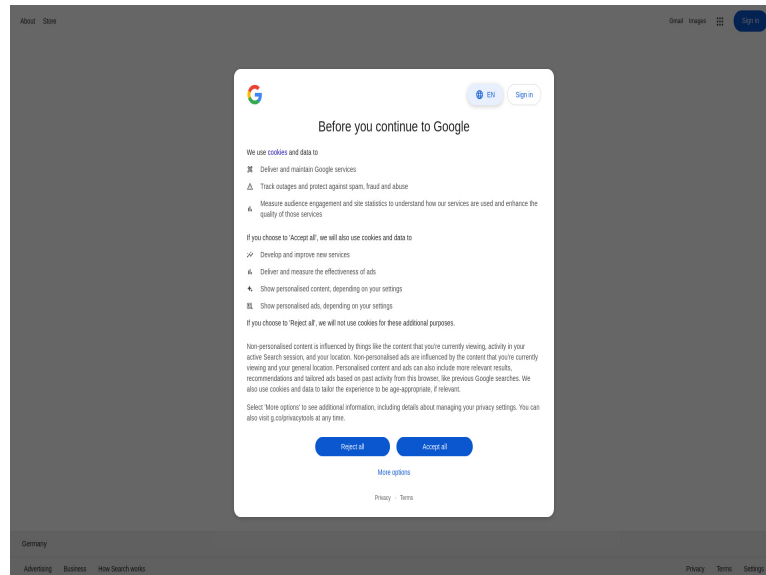 About Store
Gmail Images Sign in
EN Sign in
Before you continue to Google
We use cookies and data to
Deliver and maintain Google services
Track outages and protect against spam, fraud and abuse
Measure audience engagement and site statistics to understand how our services are used and enhance the
quality of those services
If you choose to 'Accept all', we will also use cookies and data to
Develop and improve new services
Deliver and measure the effectiveness of ads
Show personalised content, depending on your settings
Show personalised ads, depending on your settings
If you choose to 'Reject all', we will not use cookies for these additional purposes.
Non-personalised content is influenced by things like the content that you're currently viewing, activity in your
active Search session, and your location. Non-personalised ads are influenced by the content that you're currently
viewing and your general location. Personalised content and ads can also include more relevant results,
recommendations and tailored ads based on past activity from this browser, like previous Google searches. We
also use cookies and data to tailor the experience to be age-appropriate, if relevant.
Select 'More options' to see additional information, including details about managing your privacy settings. You can
also visit g.co/privacytools at any time.
Reject all Accept all
More options
Privacy · Terms
Germany
Advertising Business How Search works Privacy Terms Settings